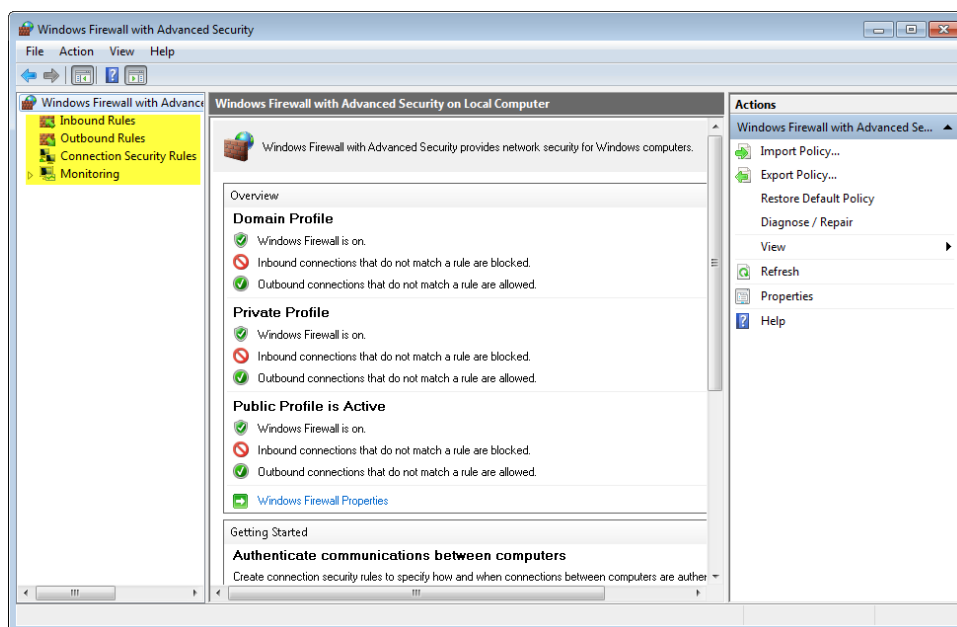 Windows Firewall with Advanced Security
File Action View Help
Windows Firewall with Advance
Inbound Rules
Outbound Rules
Connection Security Rules
Monitoring
Windows Firewall with Advanced Security on Local Computer
Windows Firewall with Advanced Security provides network security for Windows computers.
Overview
Domain Profile
Windows Firewall is on.
Inbound connections that do not match a rule are blocked.
Outbound connections that do not match a rule are allowed.
Private Profile
Windows Firewall is on.
Inbound connections that do not match a rule are blocked.
Outbound connections that do not match a rule are allowed.
Public Profile is Active
Windows Firewall is on.
Inbound connections that do not match a rule are blocked.
Outbound connections that do not match a rule are allowed.
Windows Firewall Properties
Getting Started
Authenticate communications between computers
Create connection security rules to specify how and when connections between computers are auther
Actions
Windows Firewall with Advanced Se...
Import Policy...
Export Policy...
Restore Default Policy
Diagnose / Repair
View
Refresh
Properties
Help